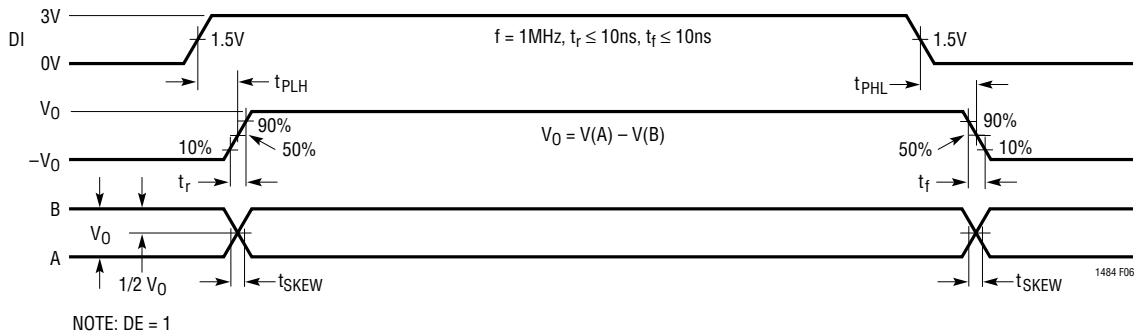 3V
DI
1.5V
f = 1MHz, tr ≤ 10ns, tf ≤ 10ns
1.5V
0V
tPLH
tPHL
VO
90%
VO = V(A) – V(B)
90%
10%
50%
50%
10%
–VO
tr
tf
B
VO
A
1/2 VO
tSKEW
tSKEW
1484 F06
NOTE: DE = 1